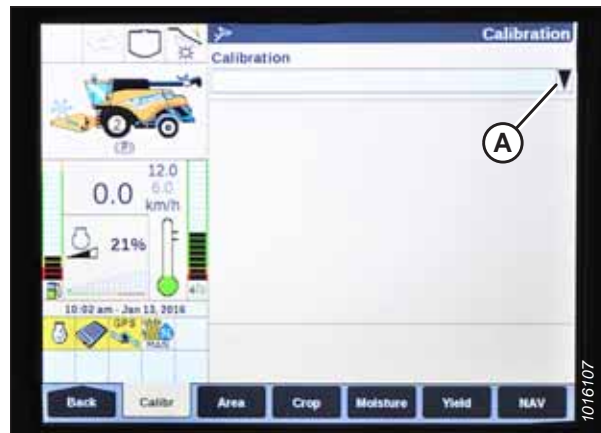 Calibration
Calibration
A
2
(P)
12.0
0.0
6.0
km/h
21%
10:02 am - Jan 13, 2016
GPS
MAN
Back
Calibr
Area
Crop
Moisture
Yield
NAV
1016107